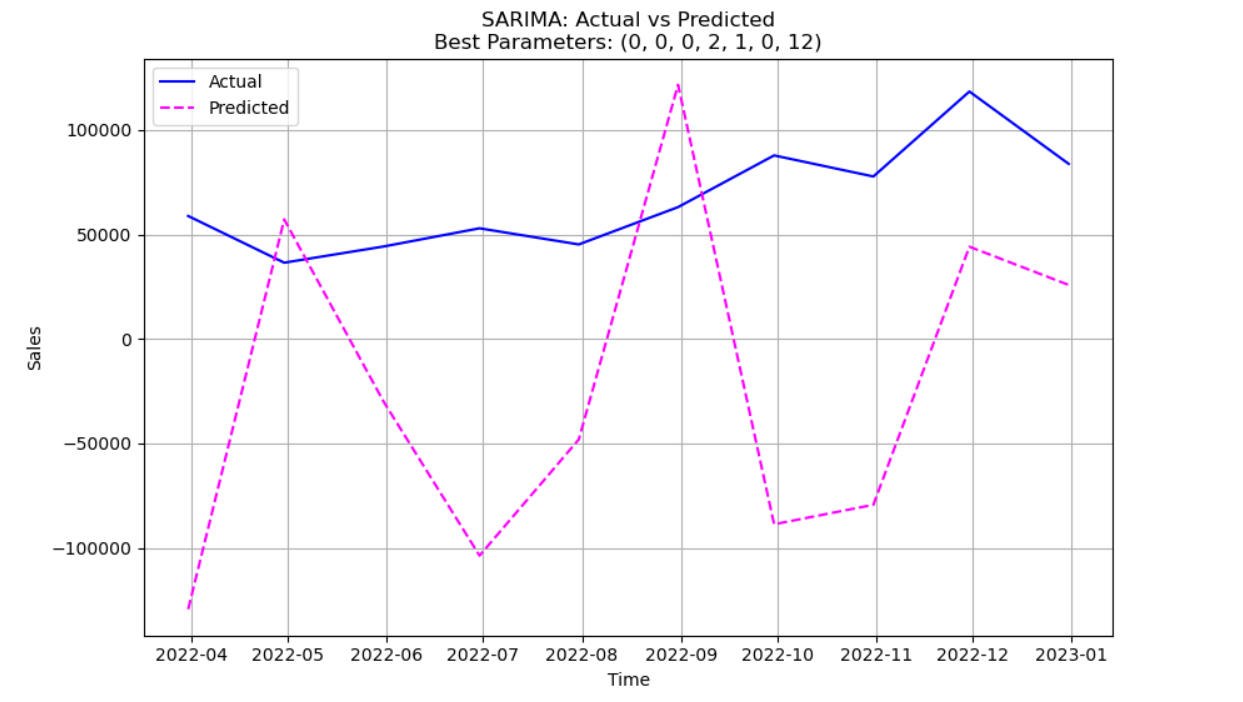 SARIMA: Actual vs Predicted
Best Parameters: (0, 0, 0, 2, 1, 0, 12)
Actual
Predicted
100000
50000
0
−50000
−100000
Sales
2022-04 2022-05 2022-06 2022-07 2022-08 2022-09 2022-10 2022-11 2022-12 2023-01
Time